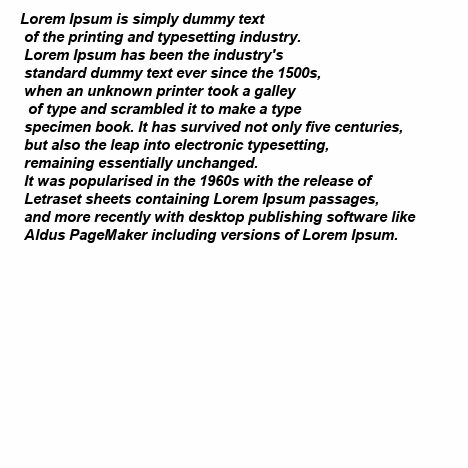 Lorem Ipsum is simply dummy text
of the printing and typesetting industry.
Lorem Ipsum has been the industry's
standard dummy text ever since the 1500s,
when an unknown printer took a galley
of type and scrambled it to make a type
specimen book. It has survived not only five centuries,
but also the leap into electronic typesetting,
remaining essentially unchanged.
It was popularised in the 1960s with the release of
Letraset sheets containing Lorem Ipsum passages,
and more recently with desktop publishing software like
Aldus PageMaker including versions of Lorem Ipsum.